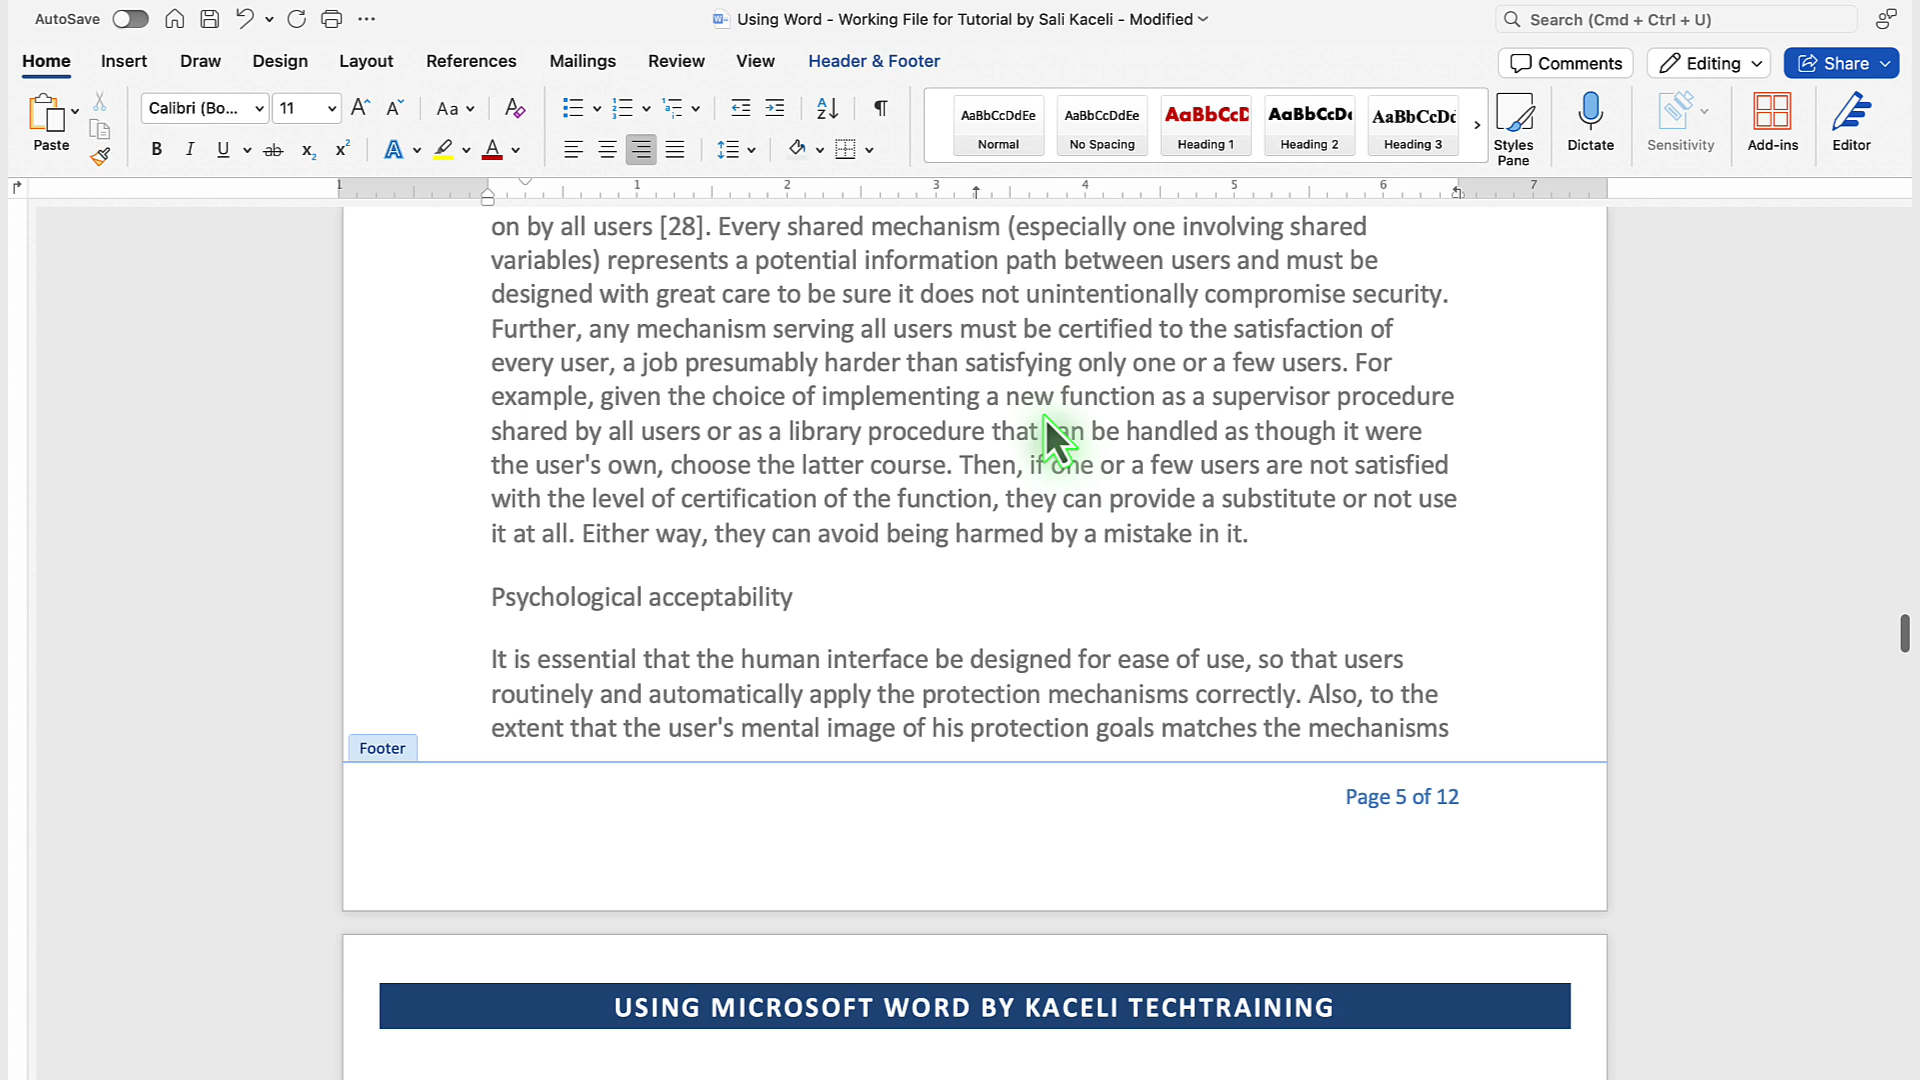 AutoSave
Using Word - Working File for Tutorial by Sali Kaceli - Modified
Search (Cmd + Ctrl + U)
Home Insert Draw Design Layout References Mailings Review View Header & Footer
Comments Editing Share
Paste
Calibri (Bo... 11
AaBbCcDdEe Normal
AaBbCcDdEe No Spacing
AaBbCcD Heading 1
AaBbCcDc Heading 2
AaBbCcDd Heading 3
Styles Pane
Dictate
Sensitivity
Add-ins
Editor
1 1 2 3 4 5 6 7
on by all users [28]. Every shared mechanism (especially one involving shared
variables) represents a potential information path between users and must be
designed with great care to be sure it does not unintentionally compromise security.
Further, any mechanism serving all users must be certified to the satisfaction of
every user, a job presumably harder than satisfying only one or a few users. For
example, given the choice of implementing a new function as a supervisor procedure
shared by all users or as a library procedure that can be handled as though it were
the user's own, choose the latter course. Then, if one or a few users are not satisfied
with the level of certification of the function, they can provide a substitute or not use
it at all. Either way, they can avoid being harmed by a mistake in it.
Psychological acceptability
It is essential that the human interface be designed for ease of use, so that users
routinely and automatically apply the protection mechanisms correctly. Also, to the
extent that the user's mental image of his protection goals matches the mechanisms
Footer
Page 5 of 12
USING MICROSOFT WORD BY KACELI TECHTRAINING